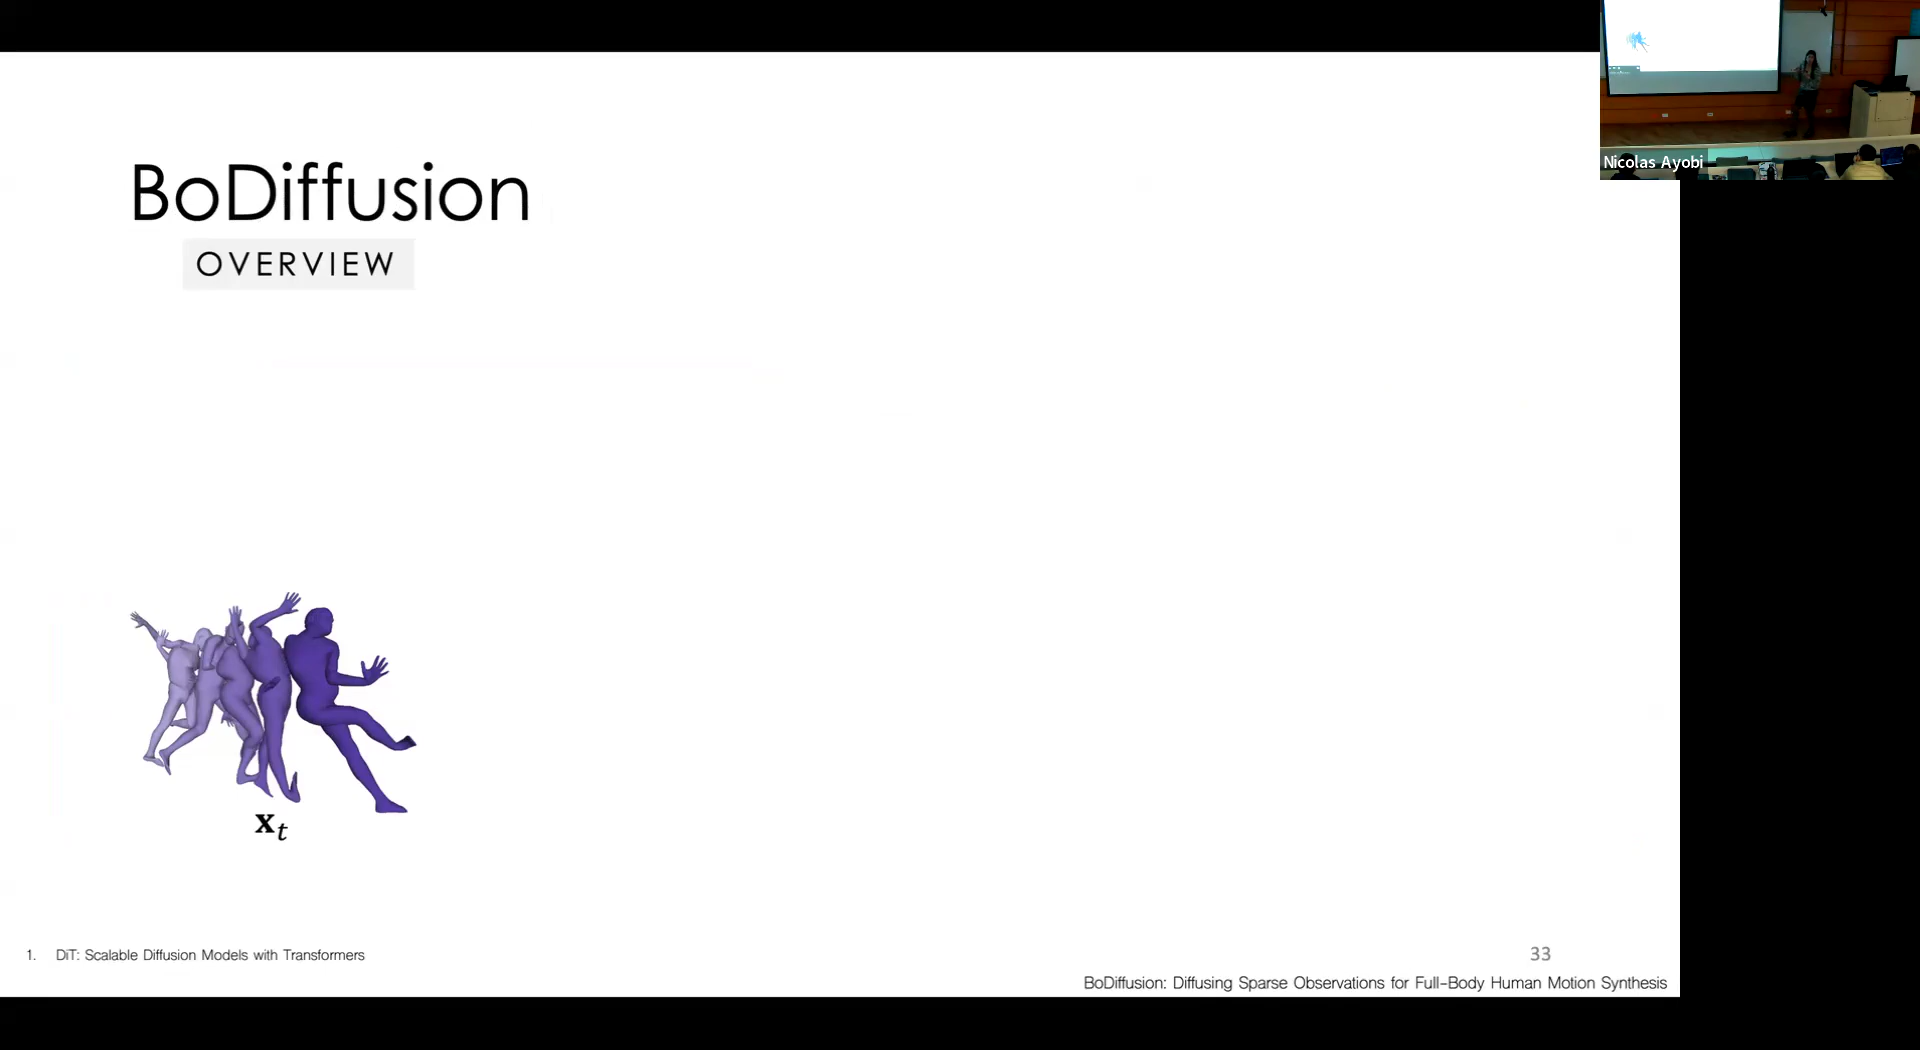 Nicolas Ayobi
BoDiffusion
OVERVIEW
𝐱ₜ
1. DiT: Scalable Diffusion Models with Transformers
33
BoDiffusion: Diffusing Sparse Observations for Full-Body Human Motion Synthesis